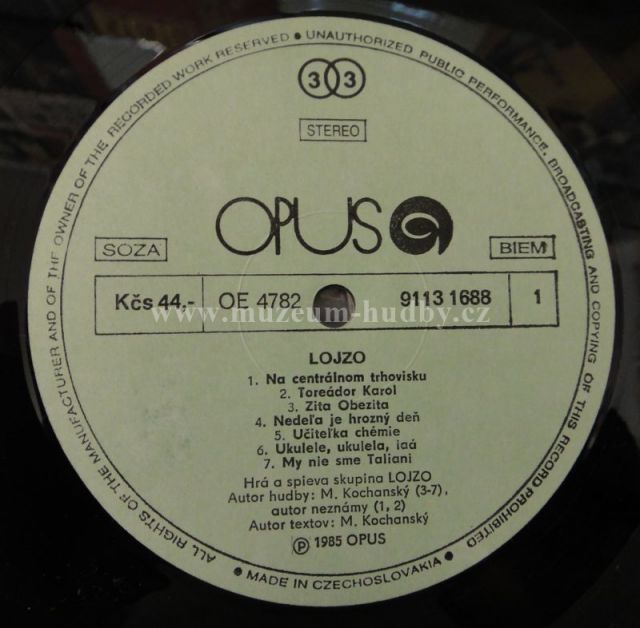 ALL RIGHTS OF THE MANUFACTURER AND OF THE OWNER OF THE RECORDED WORK RESERVED • UNAUTHORIZED PUBLIC PERFORMANCE, BROADCASTING AND COPYING OF THIS RECORD PROHIBITED
33
STEREO
OPUS
SOZA
BIEM
Kčs 44.- OE 4782 9113 1688 1
www.muzeum-hudby.cz
LOJZO
1. Na centrálnom trhovisku
2. Toreádor Karol
3. Zita Obezita
4. Nedeľa je hrozný deň
5. Učiteľka chémie
6. Ukulele, ukulela, iaá
7. My nie sme Taliani
Hrá a spieva skupina LOJZO
Autor hudby: M. Kochanský (3-7),
autor neznámy (1, 2)
Autor textov: M. Kochanský
Ⓟ 1985 OPUS
• MADE IN CZECHOSLOVAKIA •